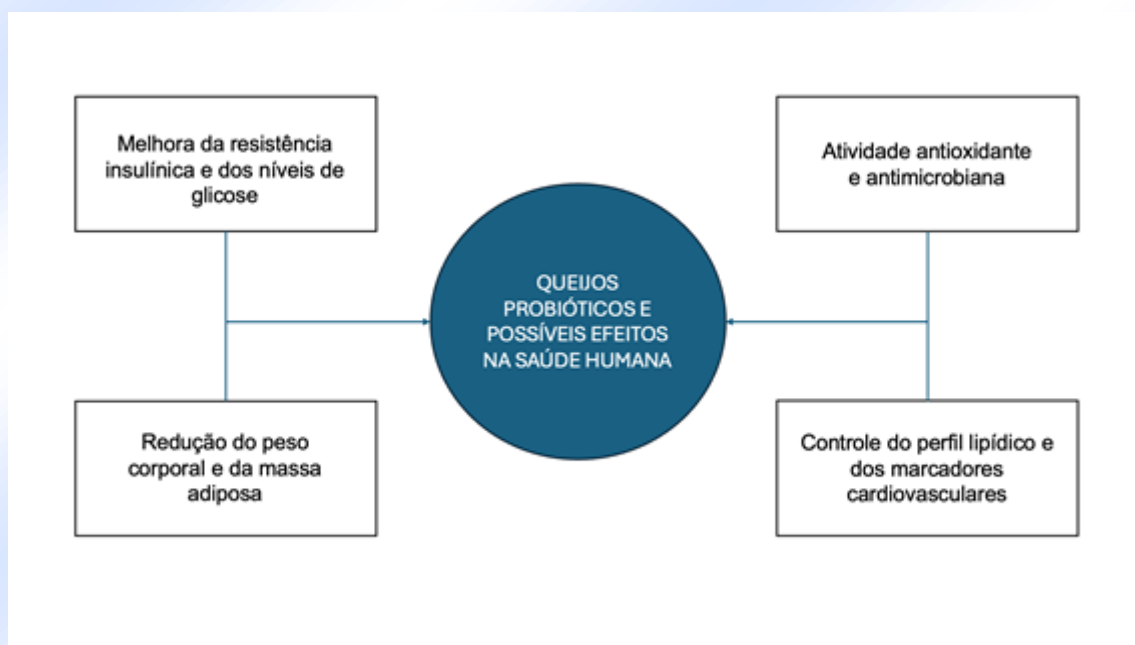 Melhora da resistência
insulínica e dos níveis de
glicose
Atividade antioxidante
e antimicrobiana
QUEIJOS
PROBIÓTICOS E
POSSÍVEIS EFEITOS
NA SAÚDE HUMANA
Redução do peso
corporal e da massa
adiposa
Controle do perfil lipídico e
dos marcadores
cardiovasculares